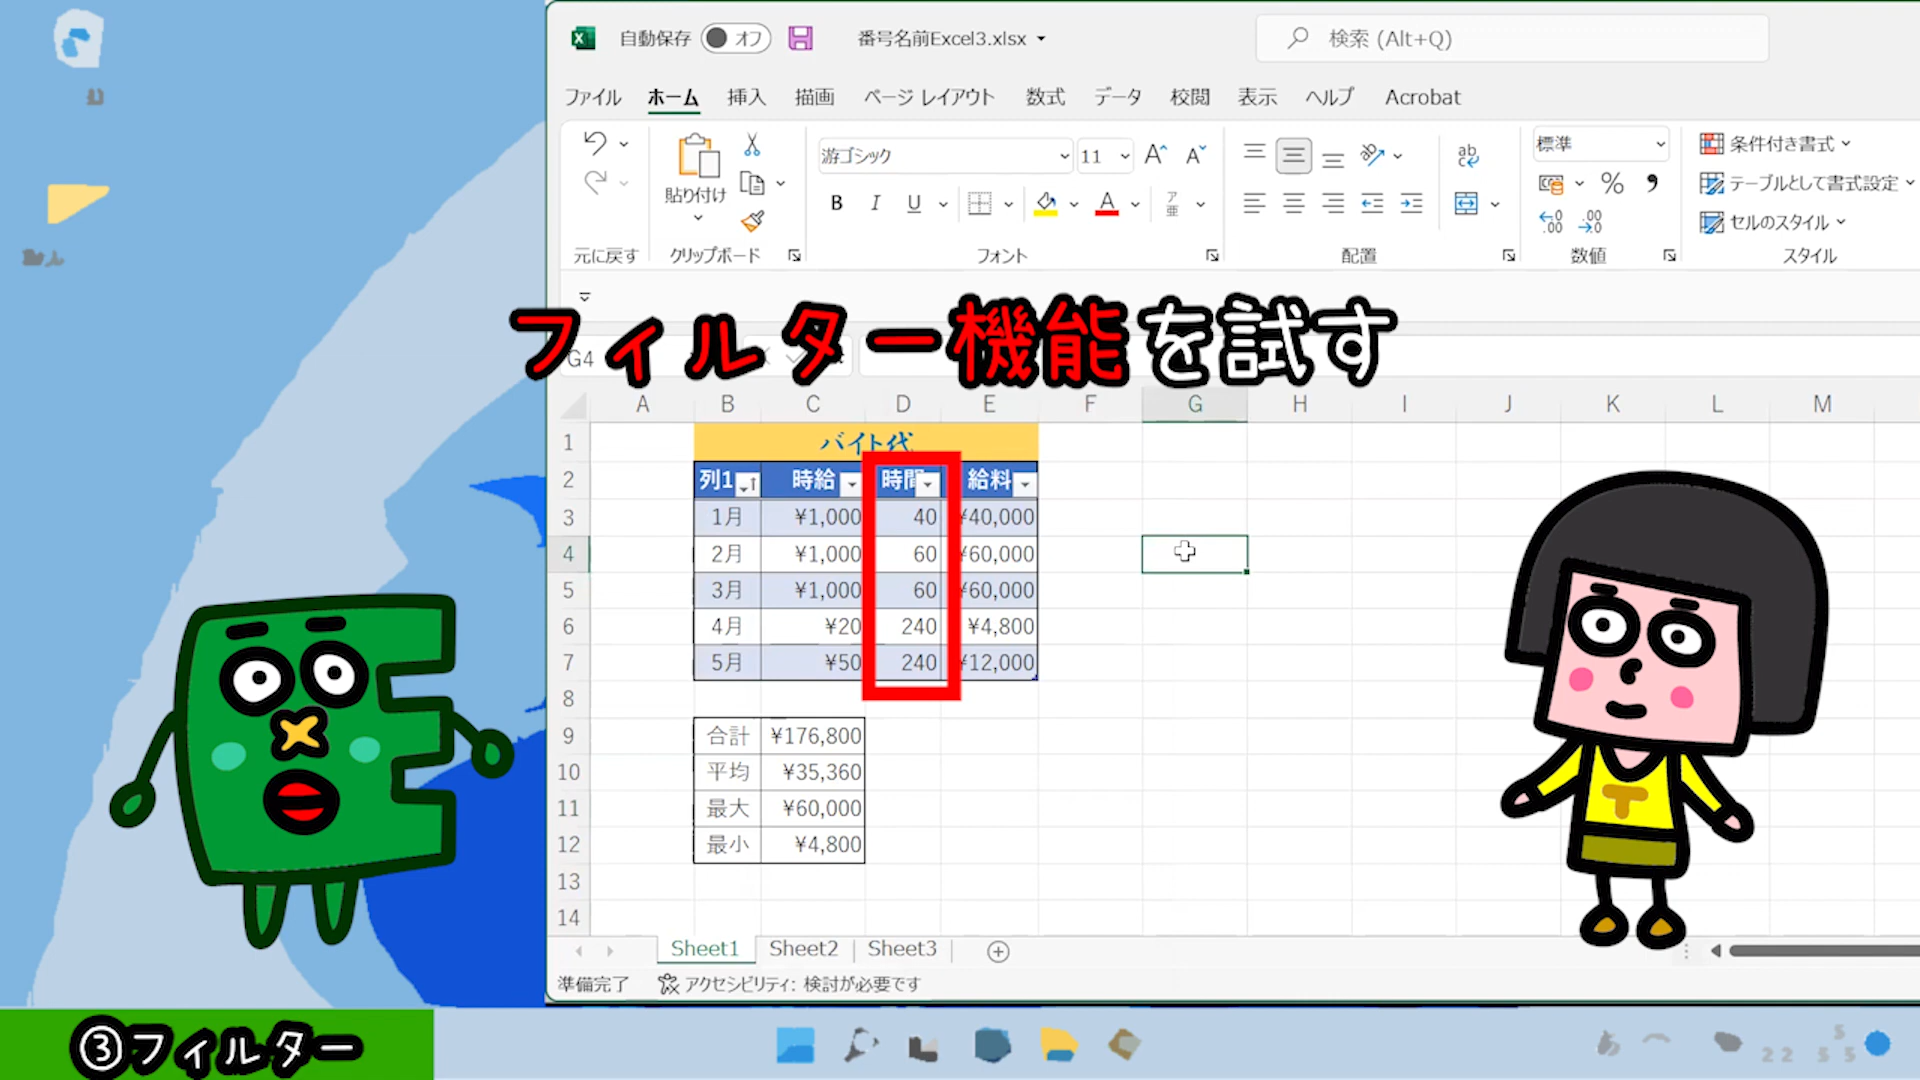 自動保存 オフ 番号名前Excel3.xlsx 検索 (Alt+Q)
ファイル ホーム 挿入 描画 ページ レイアウト 数式 データ 校閲 表示 ヘルプ Acrobat
貼り付け 游ゴシック 11 標準 条件付き書式
テーブルとして書式設定
セルのスタイル
元に戻す クリップボード フォント 配置 数値 スタイル
フィルター機能を試す
G4
A B C D E F G H I J K L M
1 バイト代
2 列1 時給 時間 給料
3 1月 ¥1,000 40 ¥40,000
4 2月 ¥1,000 60 ¥60,000
5 3月 ¥1,000 60 ¥60,000
6 4月 ¥20 240 ¥4,800
7 5月 ¥50 240 ¥12,000
8
9 合計 ¥176,800
10 平均 ¥35,360
11 最大 ¥60,000
12 最小 ¥4,800
13
14
Sheet1 Sheet2 Sheet3
準備完了 アクセシビリティ: 検討が必要です
③フィルター
T